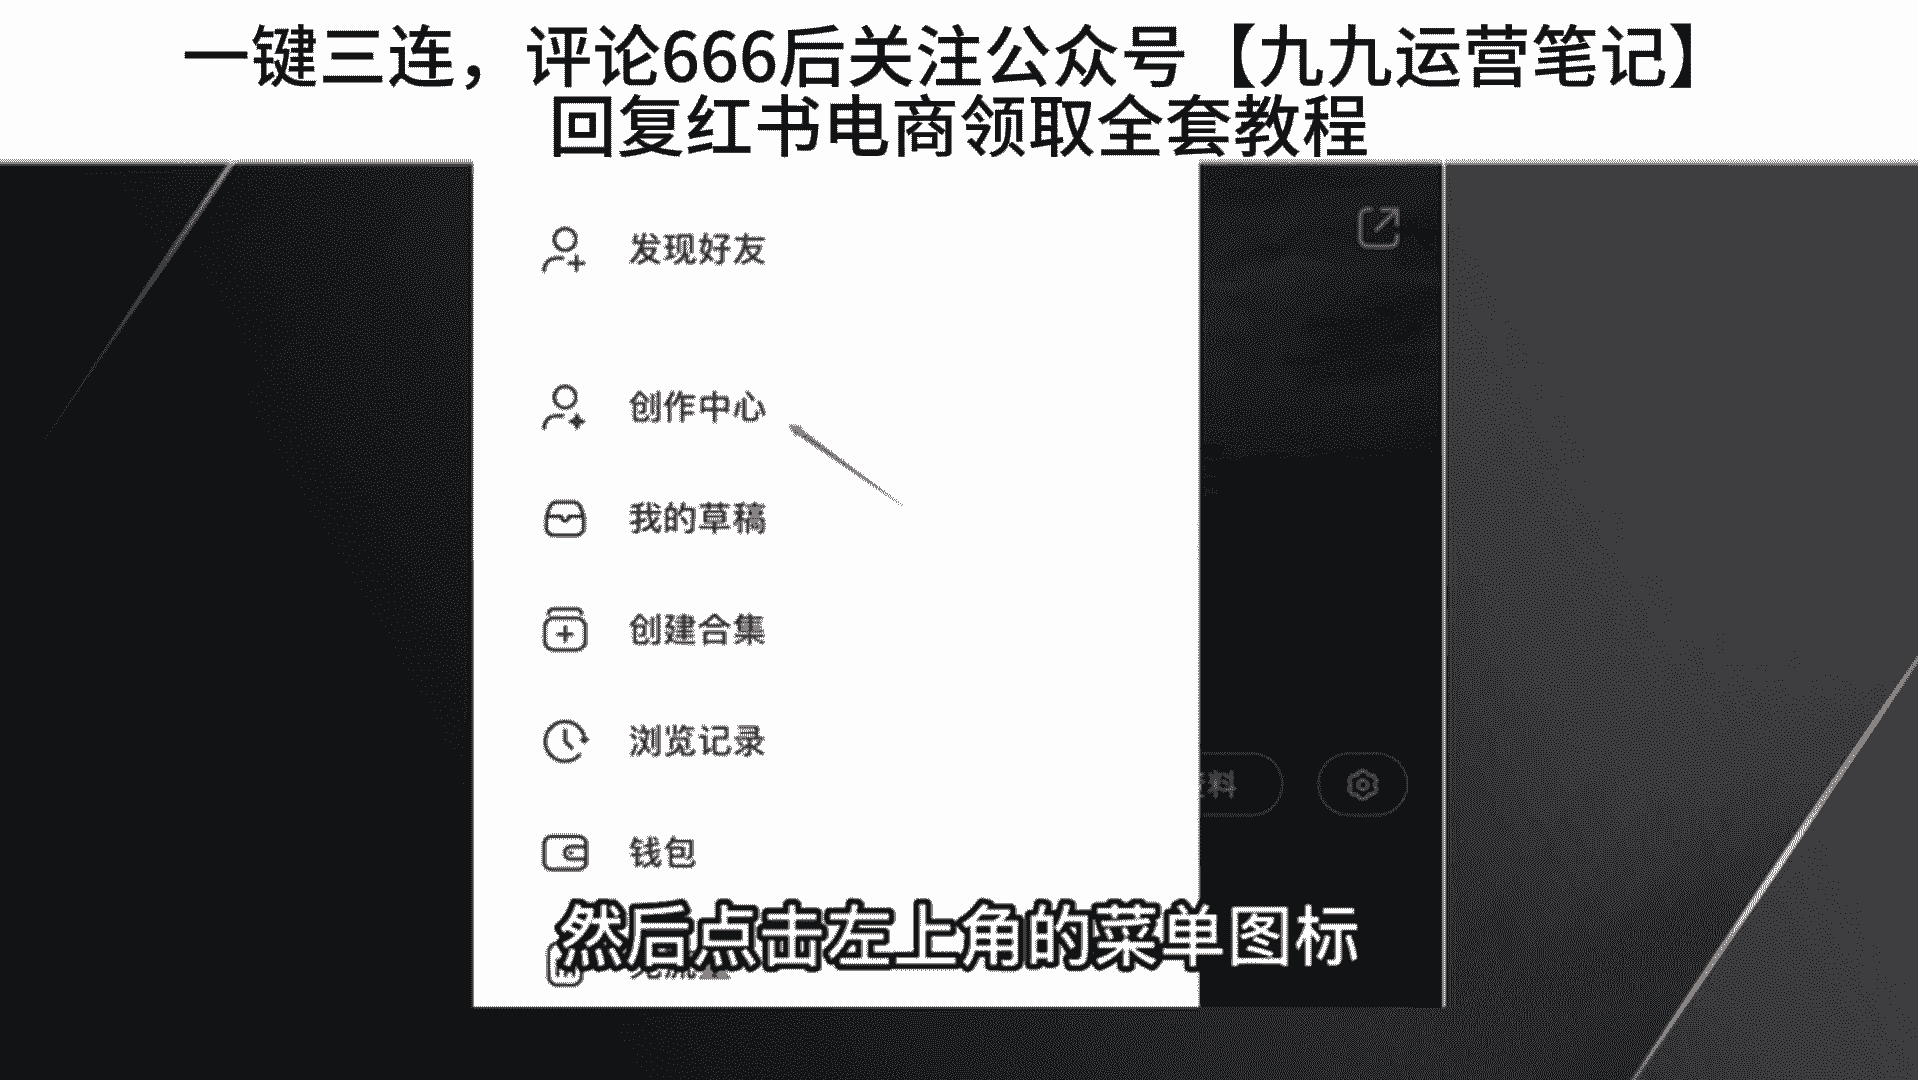 一键三连，评论666后关注公众号【九九运营笔记】
回复红书电商领取全套教程
发现好友
创作中心
我的草稿
创建合集
浏览记录
料
钱包
然后点击左上角的菜单图标